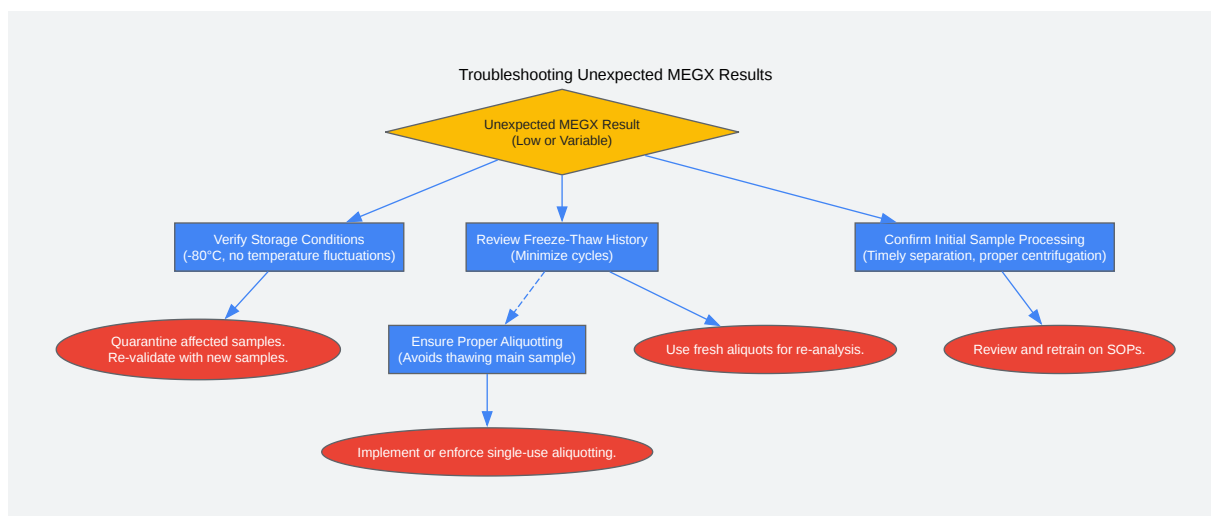 Troubleshooting Unexpected MEGX Results
Unexpected MEGX Result
(Low or Variable)
Verify Storage Conditions
(-80°C, no temperature fluctuations)
Review Freeze-Thaw History
(Minimize cycles)
Confirm Initial Sample Processing
(Timely separation, proper centrifugation)
Quarantine affected samples.
Re-validate with new samples.
Ensure Proper Aliquotting
(Avoids thawing main sample)
Use fresh aliquots for re-analysis.
Review and retrain on SOPs.
Implement or enforce single-use aliquotting.